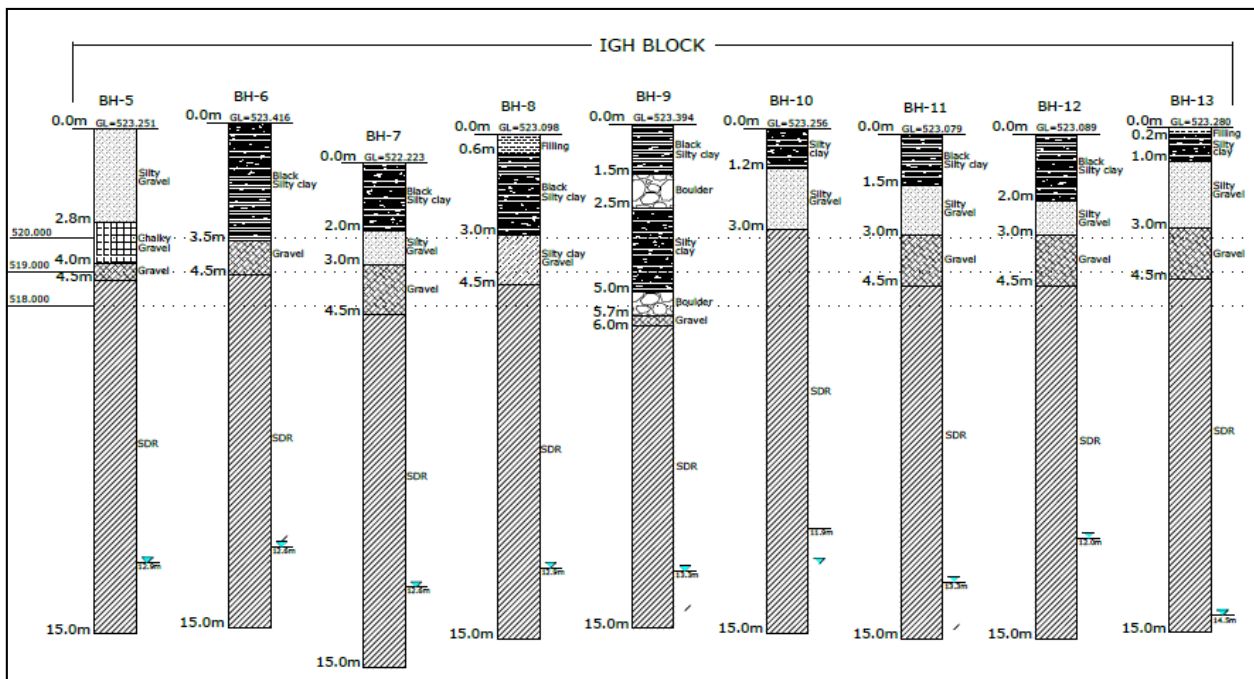 IGH BLOCK
BH-5
0.0m
GL=523.251
Silty
Gravel
2.8m
Chalky
Gravel
4.0m
Gravel
4.5m
SDR
12.9m
15.0m
520.000
519.000
518.000
BH-6
0.0m
GL=523.416
Black
Silty clay
3.5m
Gravel
4.5m
SDR
12.6m
15.0m
BH-7
0.0m
GL=522.223
Black
Silty clay
2.0m
Silty
Gravel
3.0m
Gravel
4.5m
SDR
12.6m
15.0m
BH-8
0.0m
GL=523.098
Filling
0.6m
Black
Silty clay
3.0m
Silty clay
Gravel
4.5m
SDR
12.9m
15.0m
BH-9
0.0m
GL=523.394
Black
Silty clay
1.5m
Boulder
2.5m
Silty
clay
5.0m
Boulder
5.7m
Gravel
6.0m
SDR
13.3m
15.0m
BH-10
0.0m
GL=523.256
Silty
clay
1.2m
Silty
Gravel
3.0m
SDR
11.9m
15.0m
BH-11
0.0m
GL=523.079
Black
Silty clay
1.5m
Silty
Gravel
3.0m
Gravel
4.5m
SDR
13.3m
15.0m
BH-12
0.0m
GL=523.089
Black
Silty clay
2.0m
Silty
Gravel
3.0m
Gravel
4.5m
SDR
12.0m
15.0m
BH-13
0.0m
GL=523.280
0.2m
Filling
Silty
clay
1.0m
Silty
Gravel
3.0m
Gravel
4.5m
SDR
14.5m
15.0m